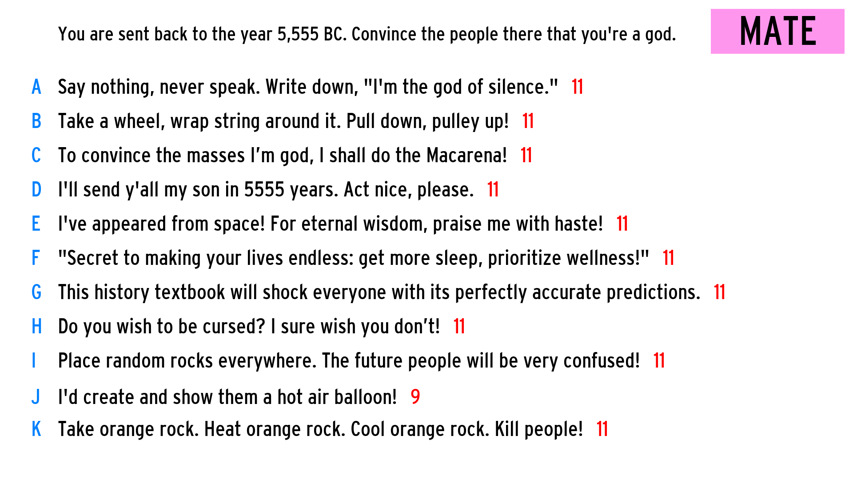 You are sent back to the year 5,555 BC. Convince the people there that you're a god.
MATE
A Say nothing, never speak. Write down, "I'm the god of silence." 11
B Take a wheel, wrap string around it. Pull down, pulley up! 11
C To convince the masses I’m god, I shall do the Macarena! 11
D I'll send y'all my son in 5555 years. Act nice, please. 11
E I've appeared from space! For eternal wisdom, praise me with haste! 11
F "Secret to making your lives endless: get more sleep, prioritize wellness!" 11
G This history textbook will shock everyone with its perfectly accurate predictions. 11
H Do you wish to be cursed? I sure wish you don’t! 11
I Place random rocks everywhere. The future people will be very confused! 11
J I'd create and show them a hot air balloon! 9
K Take orange rock. Heat orange rock. Cool orange rock. Kill people! 11